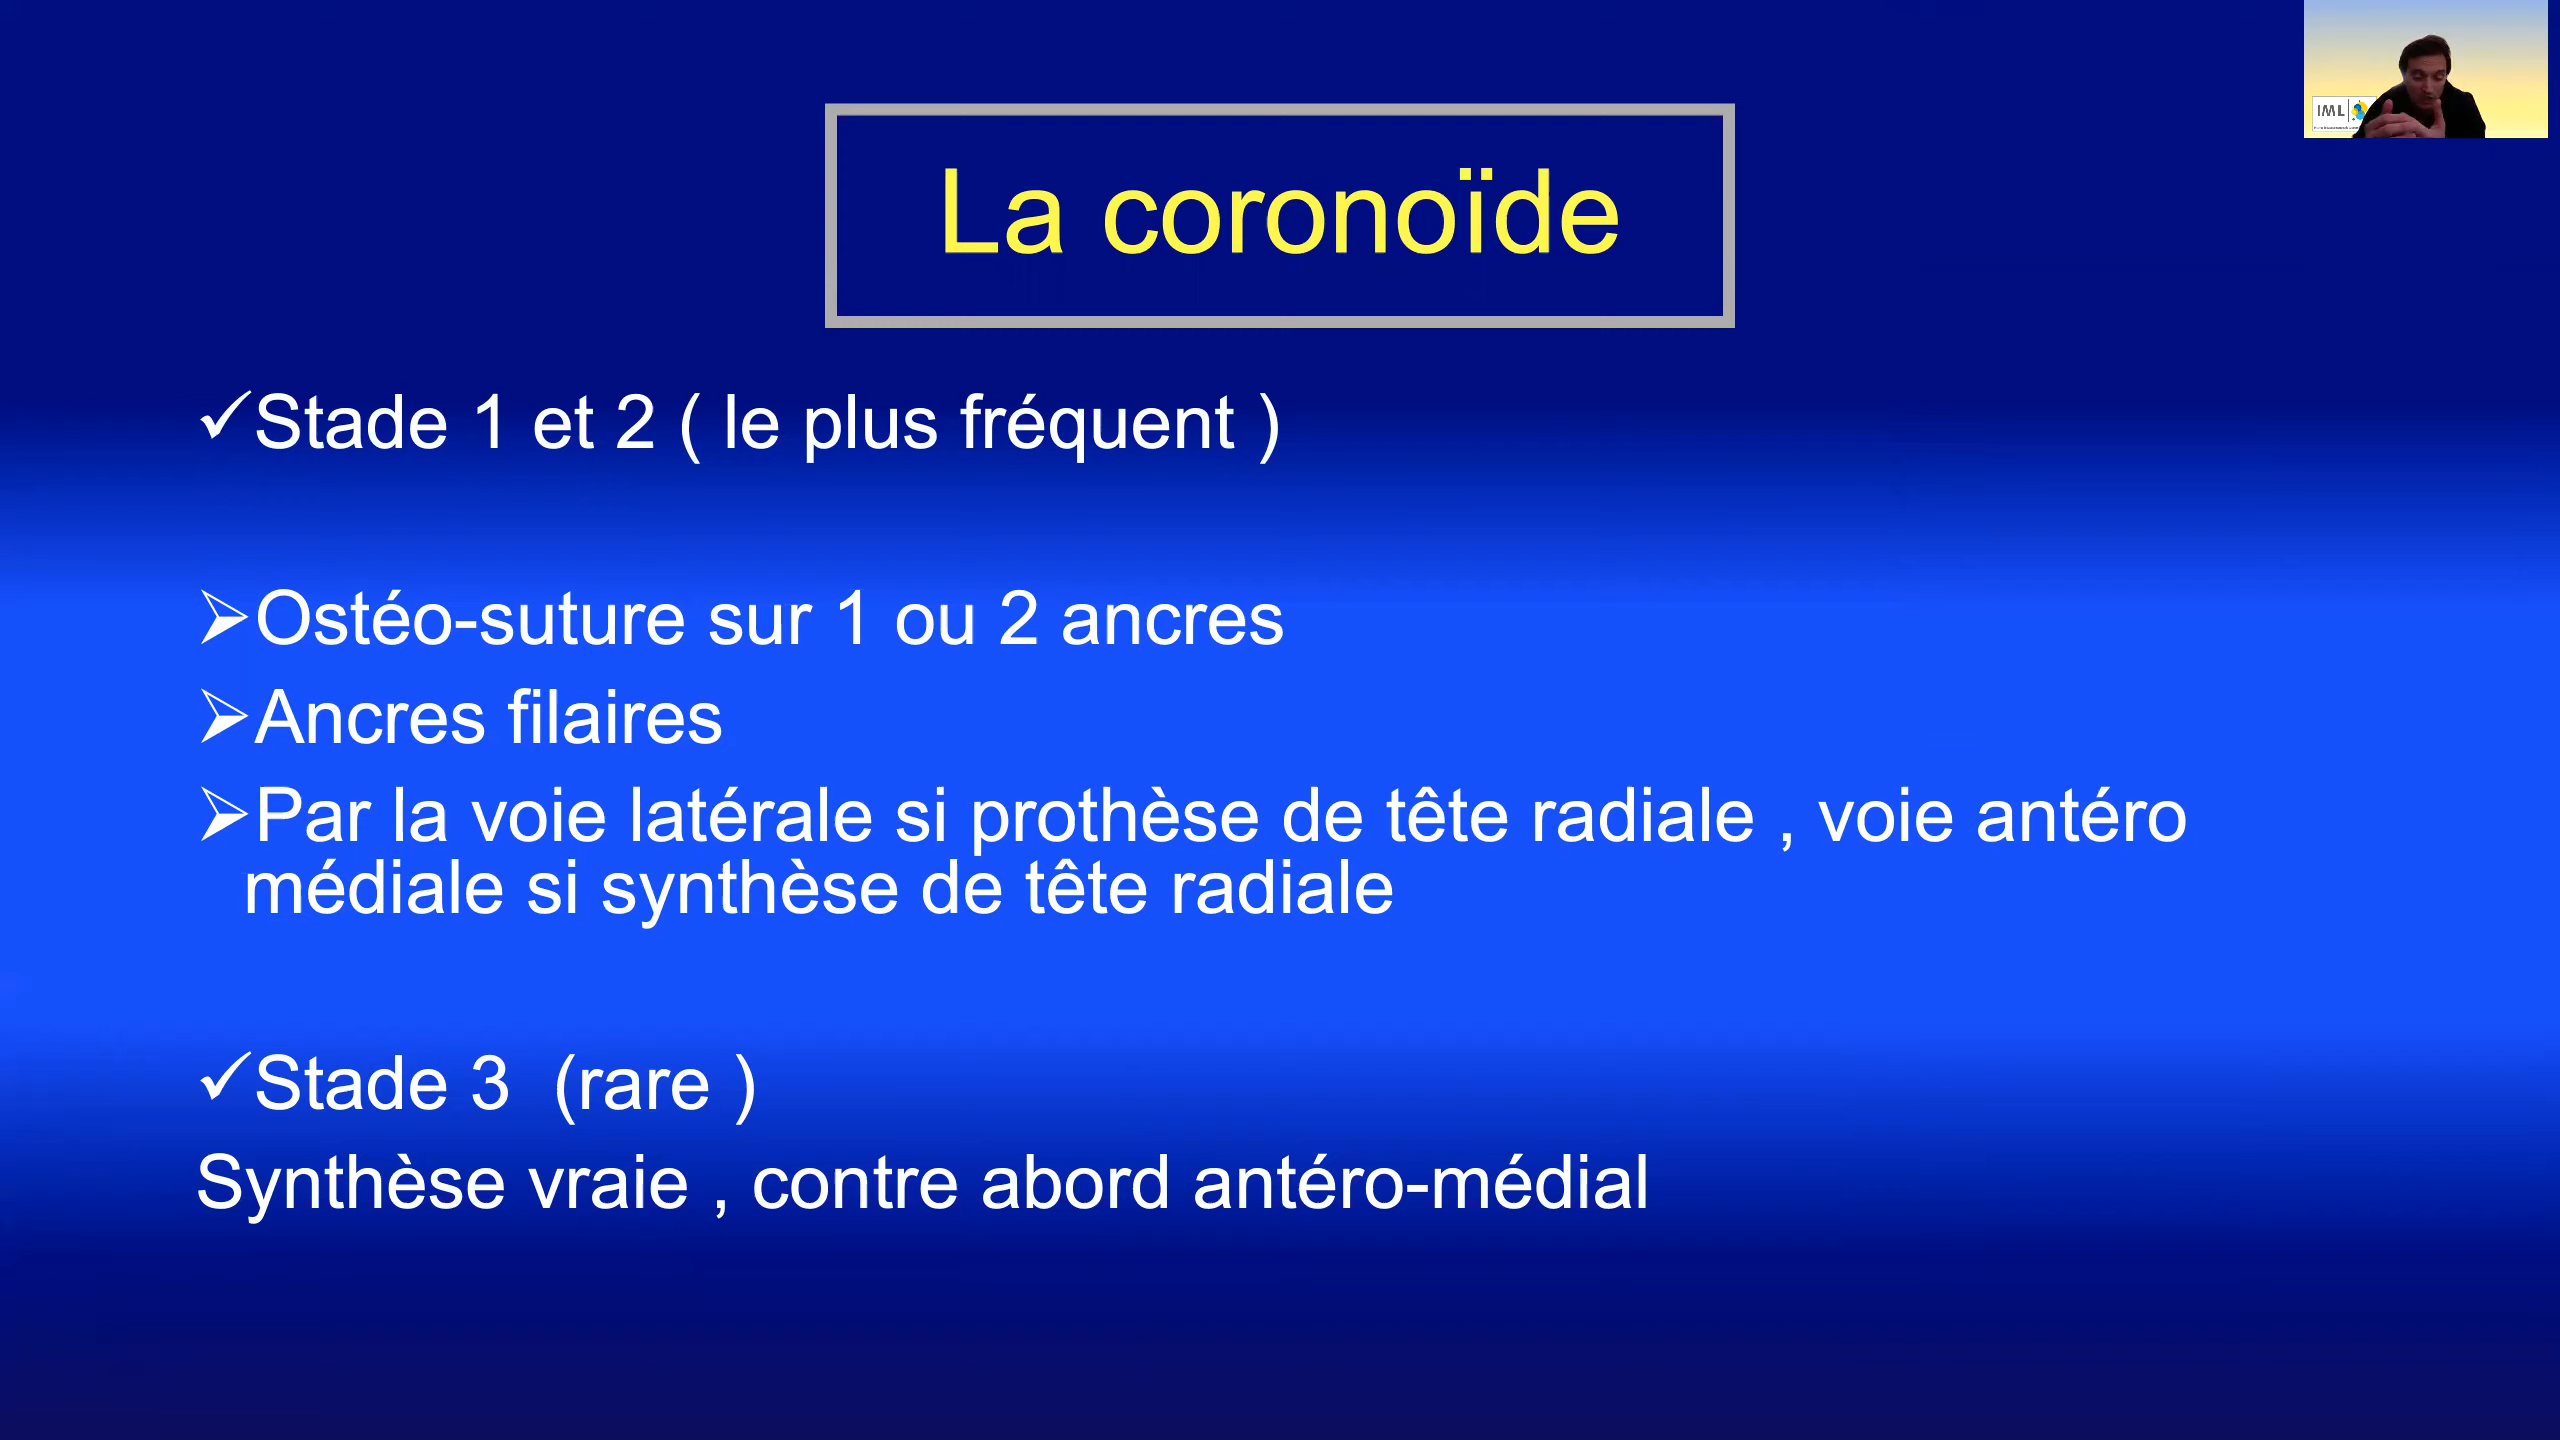 IML
La coronoïde
✓Stade 1 et 2 ( le plus fréquent )
➢Ostéo-suture sur 1 ou 2 ancres
➢Ancres filaires
➢Par la voie latérale si prothèse de tête radiale , voie antéro
médiale si synthèse de tête radiale
✓Stade 3  (rare )
Synthèse vraie , contre abord antéro-médial